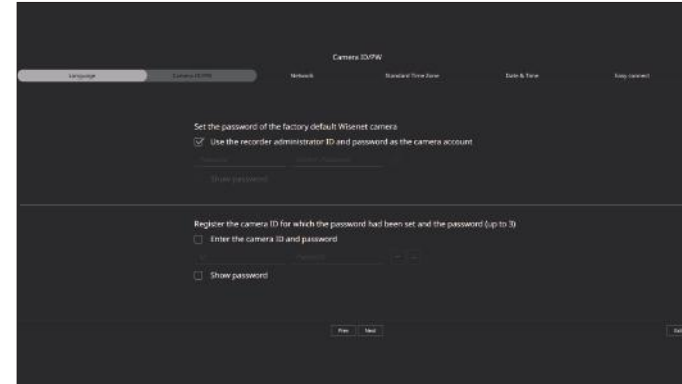 Camera ID/PW
Language Camera ID/PW Network Standard Time Zone Date & Time Easy connect
Set the password of the factory default Wisenet camera
Use the recorder administrator ID and password as the camera account
Show password
Register the camera ID for which the password had been set and the password (up to 3)
Enter the camera ID and password
Show password
Prev Next